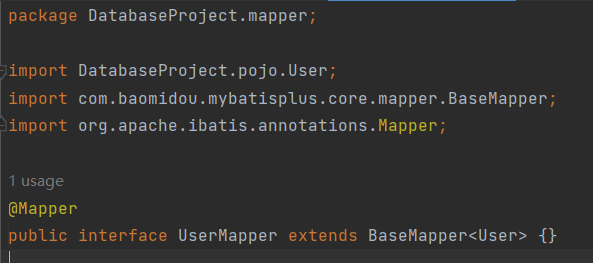 package DatabaseProject.mapper;
import DatabaseProject.pojo.User;
import com.baomidou.mybatisplus.core.mapper.BaseMapper;
import org.apache.ibatis.annotations.Mapper;
1 usage
@Mapper
public interface UserMapper extends BaseMapper<User> {}